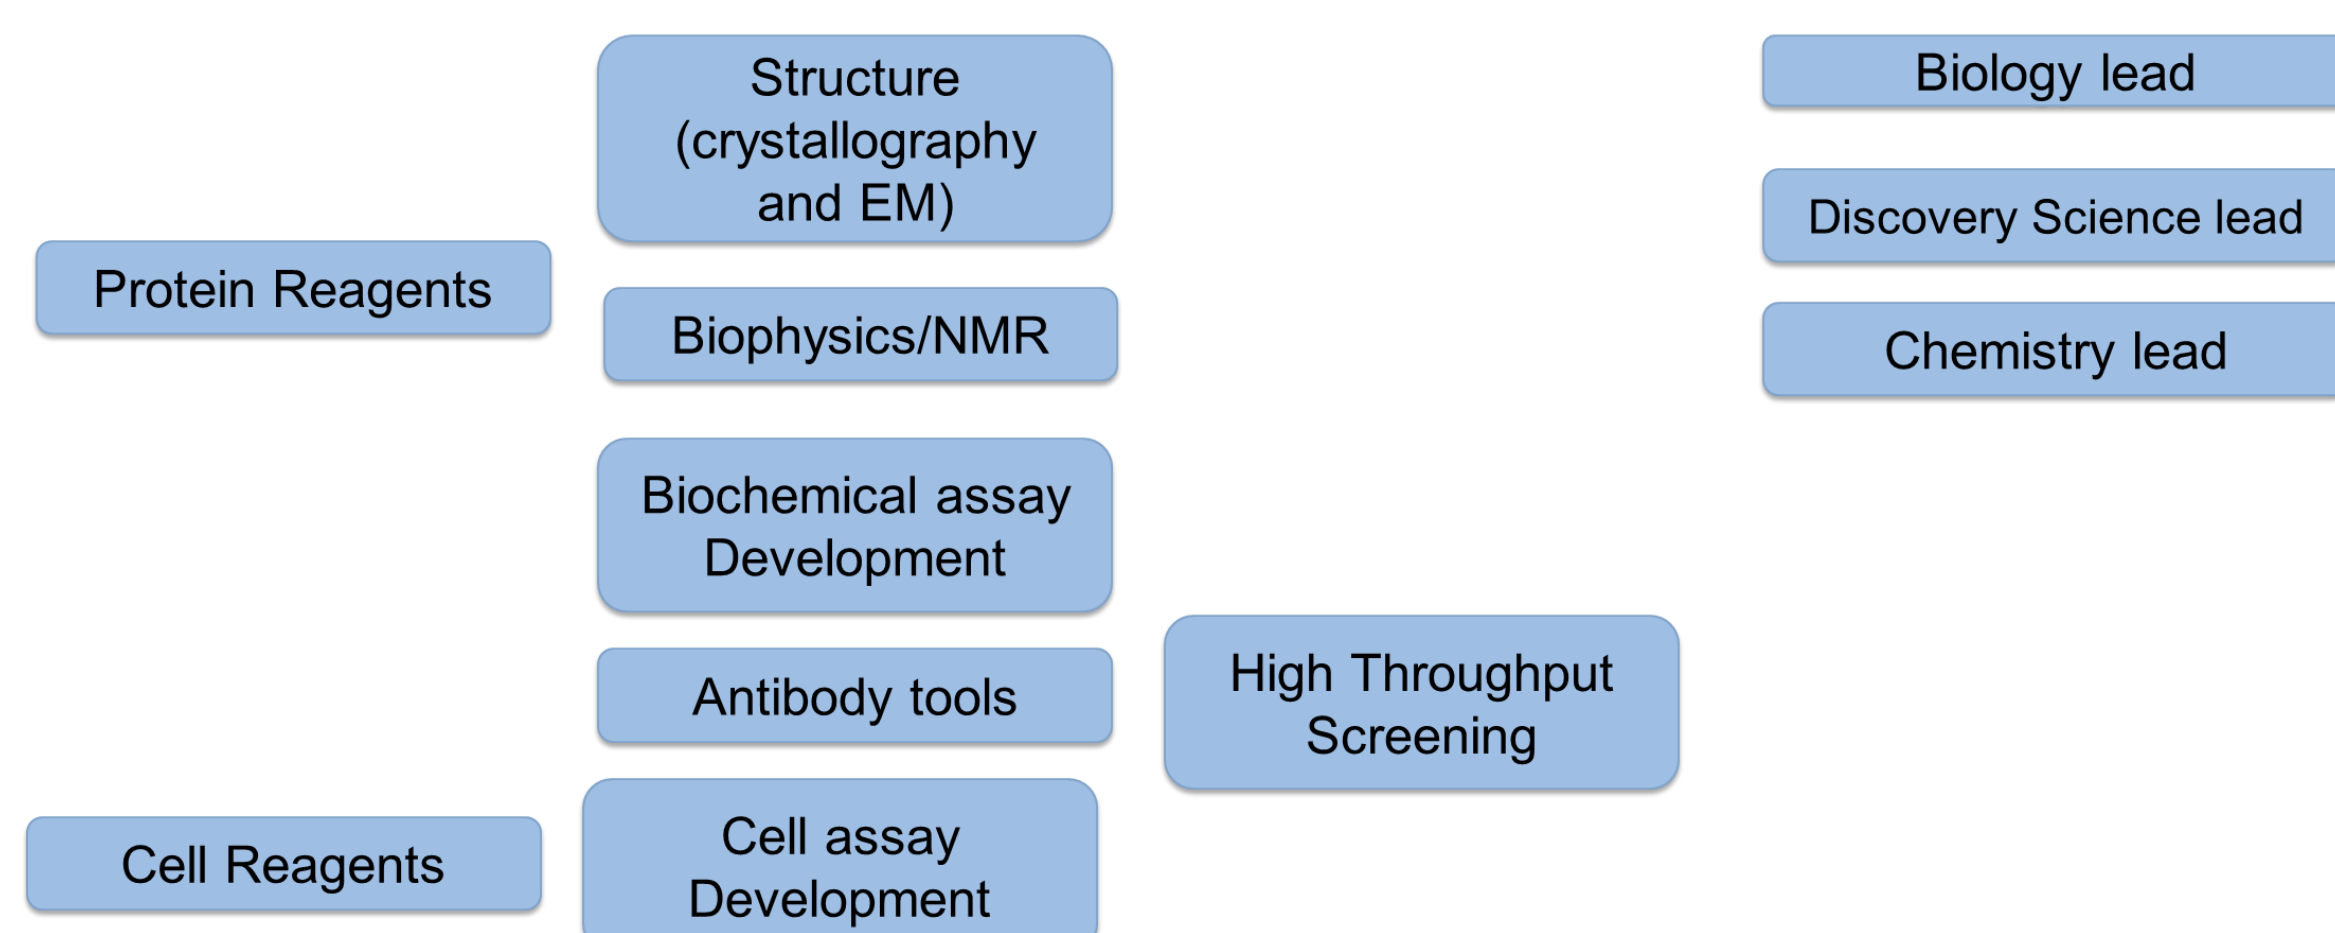 Structure
(crystallography
and EM)
Biology lead
Discovery Science lead
Protein Reagents
Biophysics/NMR
Chemistry lead
Biochemical assay
Development
Antibody tools
High Throughput
Screening
Cell Reagents
Cell assay
Development